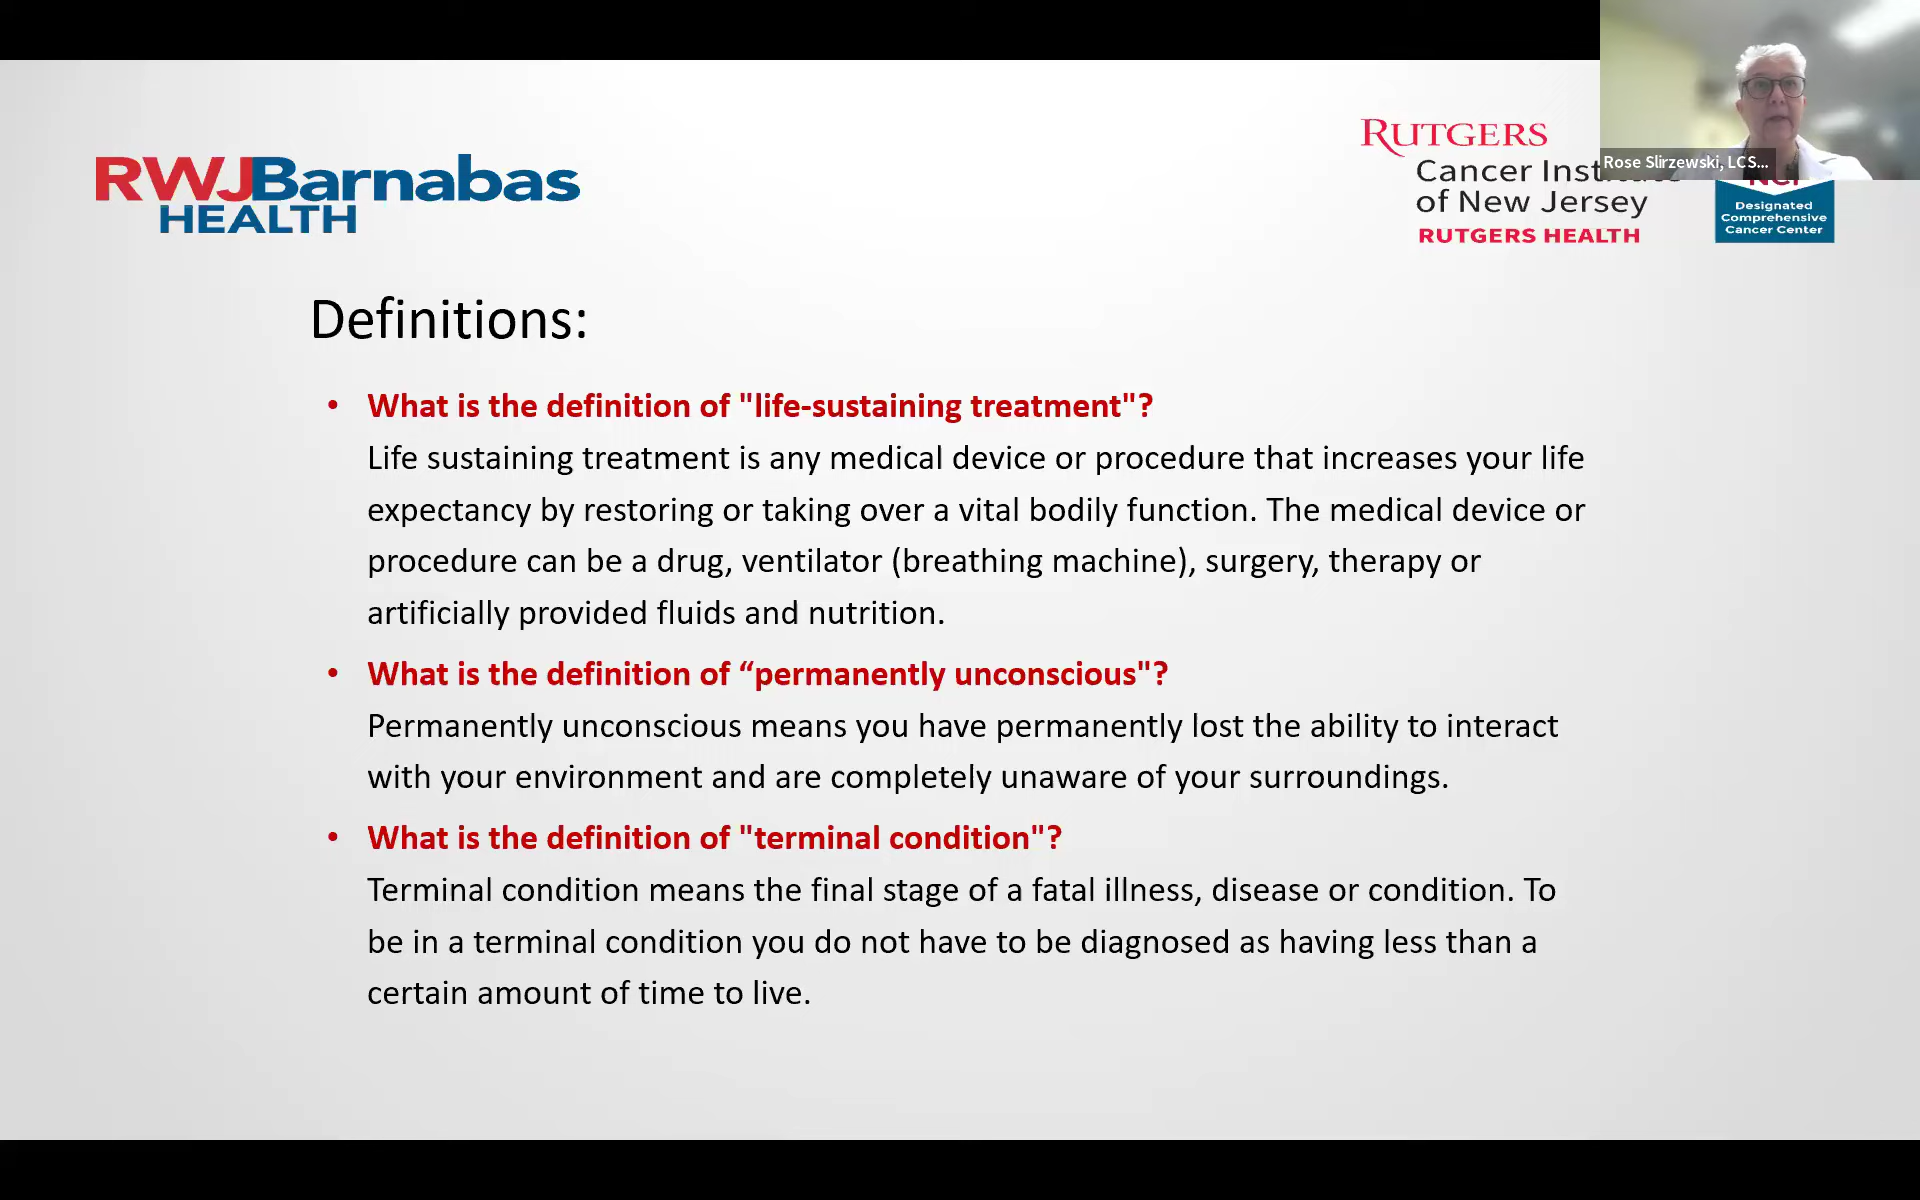 RWJBarnabas
HEALTH
RUTGERS
Cancer Institute
of New Jersey
RUTGERS HEALTH
Rose Slirzewski, LCS...
NCI
Designated
Comprehensive
Cancer Center
Definitions:
• What is the definition of "life-sustaining treatment"?
Life sustaining treatment is any medical device or procedure that increases your life
expectancy by restoring or taking over a vital bodily function. The medical device or
procedure can be a drug, ventilator (breathing machine), surgery, therapy or
artificially provided fluids and nutrition.
• What is the definition of “permanently unconscious"?
Permanently unconscious means you have permanently lost the ability to interact
with your environment and are completely unaware of your surroundings.
• What is the definition of "terminal condition"?
Terminal condition means the final stage of a fatal illness, disease or condition. To
be in a terminal condition you do not have to be diagnosed as having less than a
certain amount of time to live.